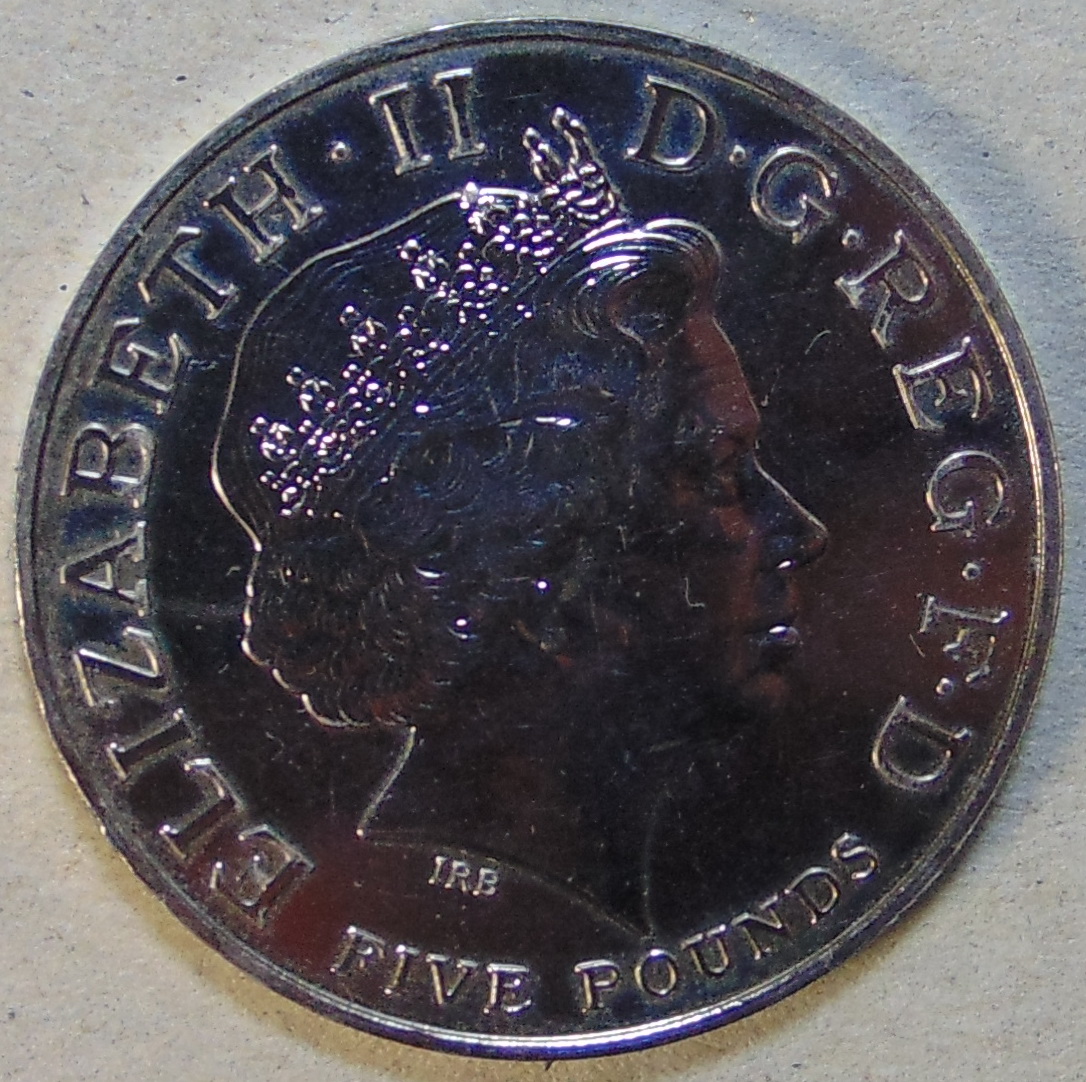 ELIZABETH · II D · G · REG · F · D
FIVE POUNDS
IRB